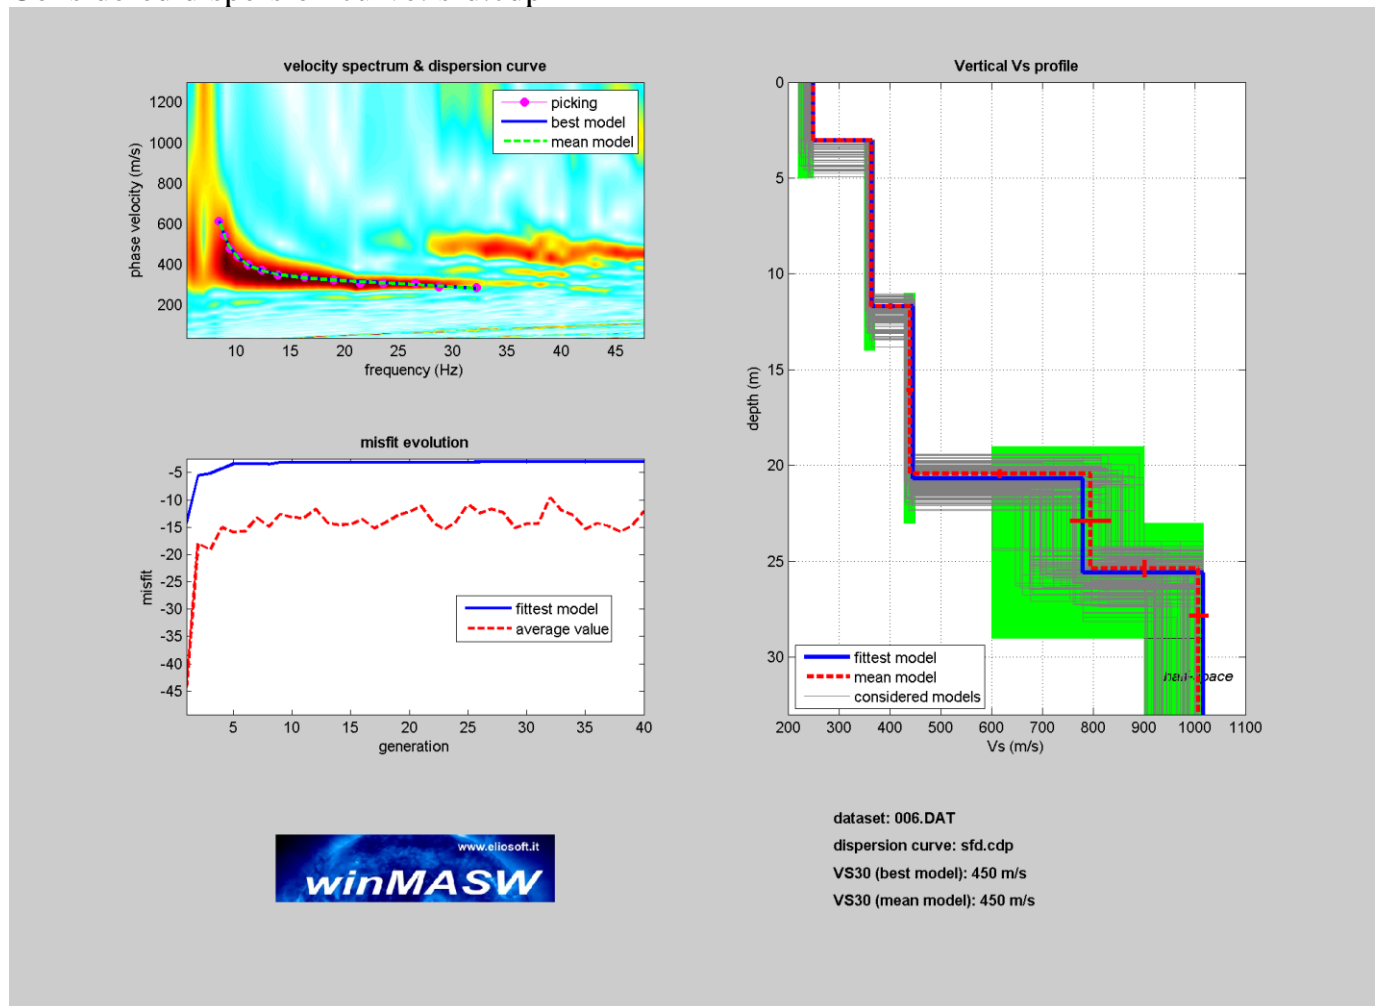 velocity spectrum & dispersion curve
1200
1000
800
600
400
200
phase velocity (m/s)
picking
best model
mean model
10
15
20
25
30
35
40
45
frequency (Hz)
misfit evolution
-5
-10
-15
-20
-25
-30
-35
-40
-45
misfit
fittest model
average value
5
10
15
20
25
30
35
40
generation
Vertical Vs profile
0
5
10
15
20
25
30
depth (m)
fittest model
mean model
considered models
200
300
400
500
600
700
800
900
1000
1100
Vs (m/s)
www.eliosoft.it
winMASW
dataset: 006.DAT
dispersion curve: sfd.cdp
VS30 (best model): 450 m/s
VS30 (mean model): 450 m/s